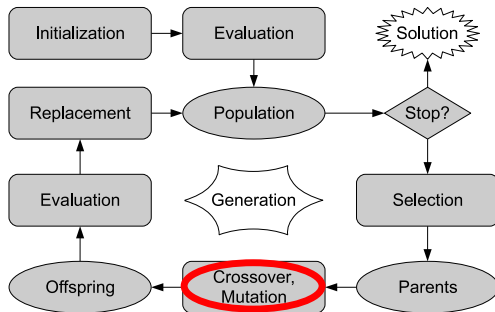 Initialization
Evaluation
Solution
Replacement
Population
Stop?
Evaluation
Generation
Selection
Offspring
Crossover,
Mutation
Parents